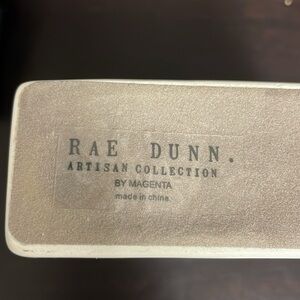 RAE DUNN.
ARTISAN COLLECTION
BY MAGENTA
made in china